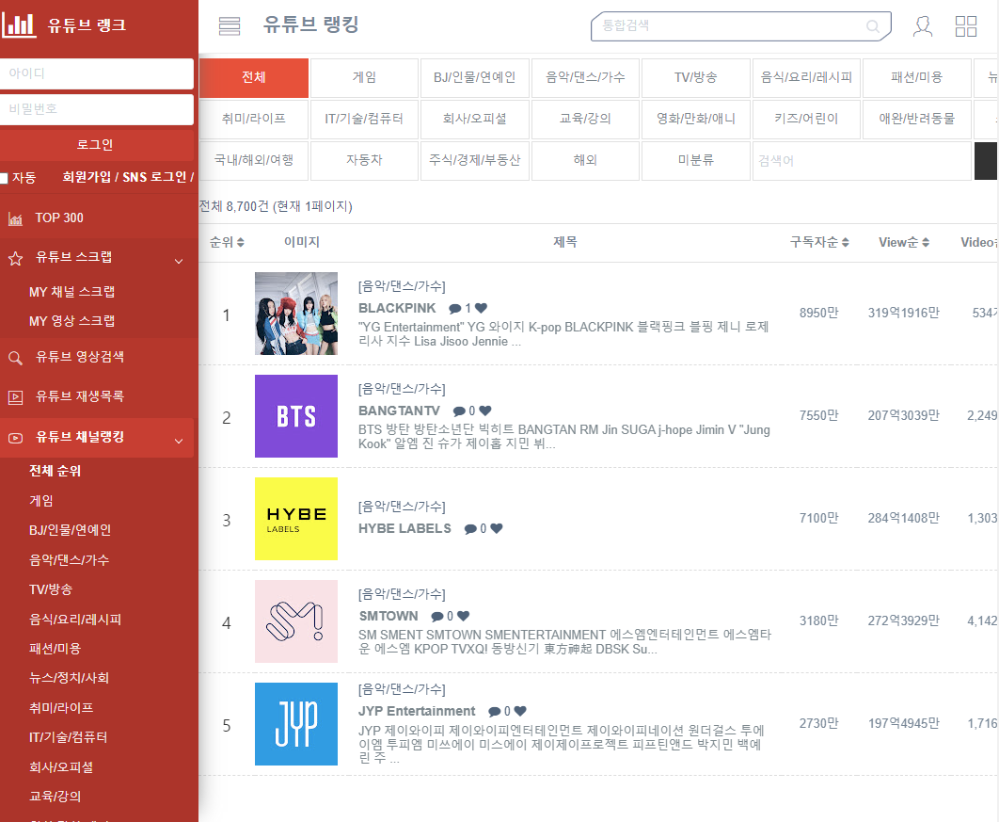 유튜브 랭크
아이디
비밀번호
로그인
자동 회원가입 / SNS 로그인 /
TOP 300
유튜브 스크랩
MY 채널 스크랩
MY 영상 스크랩
유튜브 영상검색
유튜브 재생목록
유튜브 채널랭킹
전체 순위
게임
BJ/인물/연예인
음악/댄스/가수
TV/방송
음식/요리/레시피
패션/미용
뉴스/정치/사회
취미/라이프
IT/기술/컴퓨터
회사/오피셜
교육/강의
유튜브 랭킹
통합검색
전체 게임 BJ/인물/연예인 음악/댄스/가수 TV/방송 음식/요리/레시피 패션/미용
취미/라이프 IT/기술/컴퓨터 회사/오피셜 교육/강의 영화/만화/애니 키즈/어린이 애완/반려동물
국내/해외/여행 자동차 주식/경제/부동산 해외 미분류 검색어
전체 8,700건 (현재 1페이지)
순위 이미지 제목 구독자순 View순 Video
1
[음악/댄스/가수]
BLACKPINK 1
"YG Entertainment" YG 와이지 K-pop BLACKPINK 블랙핑크 블핑 제니 로제
리사 지수 Lisa Jisoo Jennie ...
8950만 319억1916만 534
2
BTS
[음악/댄스/가수]
BANGTANTV 0
BTS 방탄 방탄소년단 빅히트 BANGTAN RM Jin SUGA j-hope Jimin V "Jung
Kook" 알엠 진 슈가 제이홉 지민 뷔...
7550만 207억3039만 2,249
3
HYBE
LABELS
[음악/댄스/가수]
HYBE LABELS 0
7100만 284억1408만 1,303
4
SM!
[음악/댄스/가수]
SMTOWN 0
SM SMENT SMTOWN SMENTERTAINMENT 에스엠엔터테인먼트 에스엠타
운 에스엠 KPOP TVXQ! 동방신기 東方神起 DBSK Su...
3180만 272억3929만 4,142
5
JYP
[음악/댄스/가수]
JYP Entertainment 0
JYP 제이와이피 제이와이피엔터테인먼트 제이와이피네이션 원더걸스 투에
이엠 투피엠 미쓰에이 미스에이 제이제이프로젝트 피프틴앤드 박지민 백예
린 주 ...
2730만 197억4945만 1,716